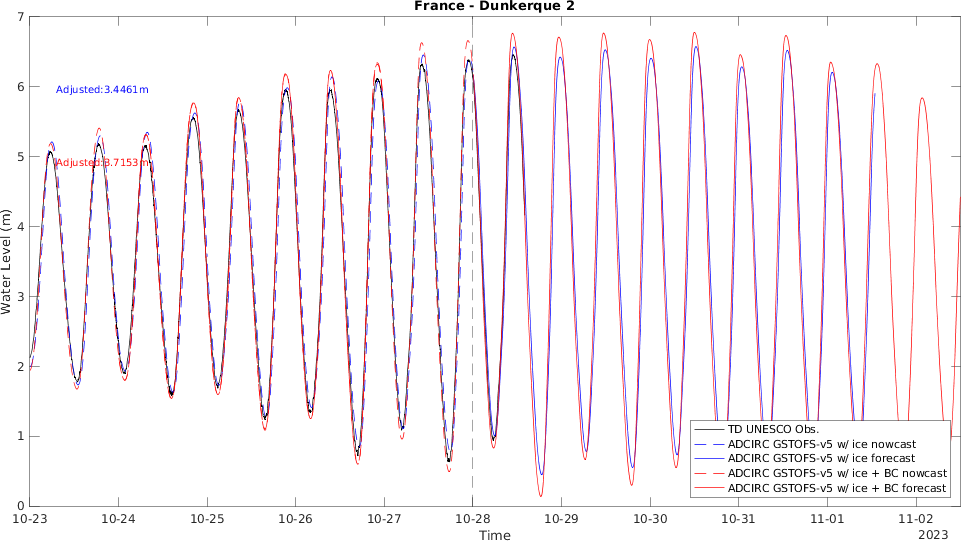 France - Dunkerque 2
7
6
5
4
3
2
1
0
Water Level (m)
Adjusted:3.4461m
Adjusted:3.7153m
TD UNESCO Obs.
ADCIRC GSTOFS-v5 w/ ice nowcast
ADCIRC GSTOFS-v5 w/ ice forecast
ADCIRC GSTOFS-v5 w/ ice + BC nowcast
ADCIRC GSTOFS-v5 w/ ice + BC forecast
10-23 10-24 10-25 10-26 10-27 10-28 10-29 10-30 10-31 11-01 11-02
Time
2023